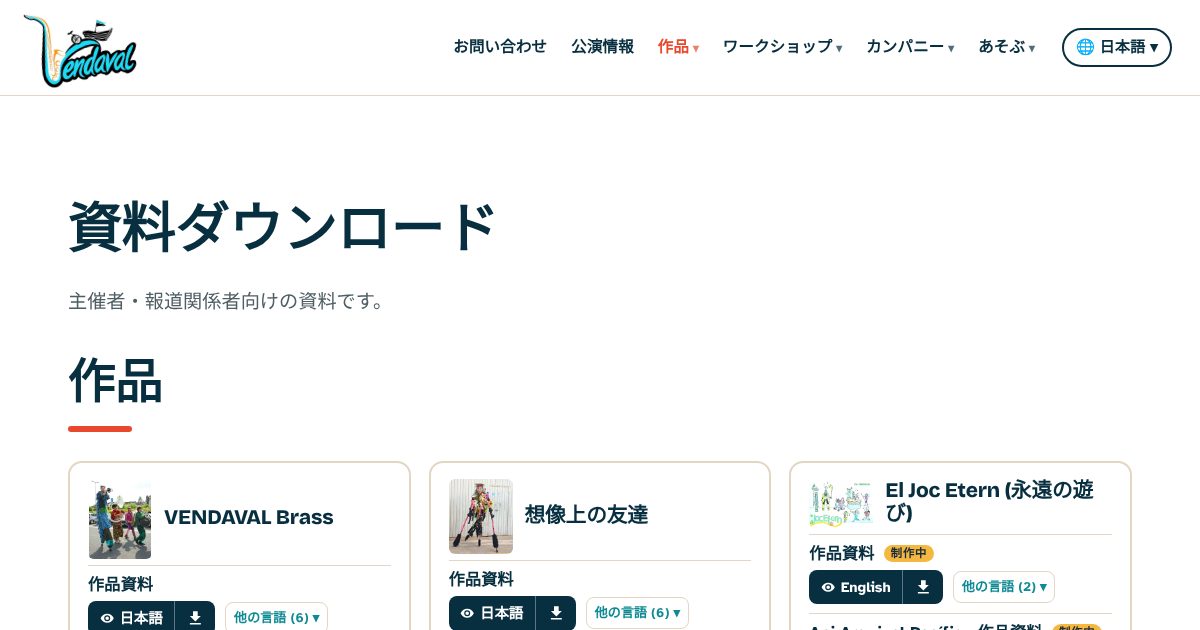 Vendaval
お問い合わせ 公演情報 作品 ▾ ワークショップ ▾ カンパニー ▾ あそぶ ▾ 🌐 日本語 ▾
資料ダウンロード
主催者・報道関係者向けの資料です。
作品
VENDAVAL Brass
作品資料
日本語 他の言語 (6) ▾
想像上の友達
作品資料
日本語 他の言語 (6) ▾
El Joc Etern (永遠の遊
び)
作品資料 制作中
English 他の言語 (2) ▾